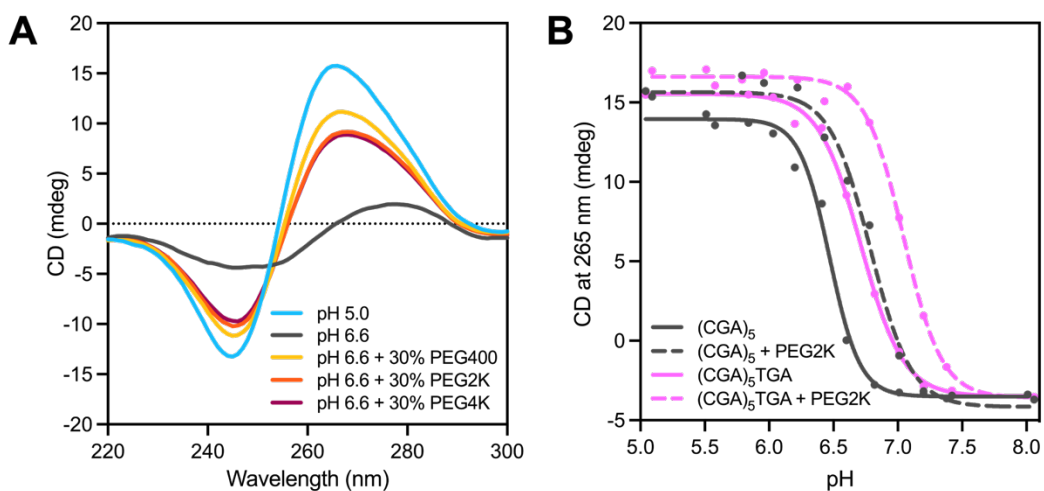 A
CD (mdeg)
20
15
10
5
0
-5
-10
-15
-20
220
240
260
280
300
Wavelength (nm)
pH 5.0
pH 6.6
pH 6.6 + 30% PEG400
pH 6.6 + 30% PEG2K
pH 6.6 + 30% PEG4K
B
CD at 265 nm (mdeg)
20
15
10
5
0
-5
5.0
5.5
6.0
6.5
7.0
7.5
8.0
pH
(CGA)₅
(CGA)₅ + PEG2K
(CGA)₅TGA
(CGA)₅TGA + PEG2K